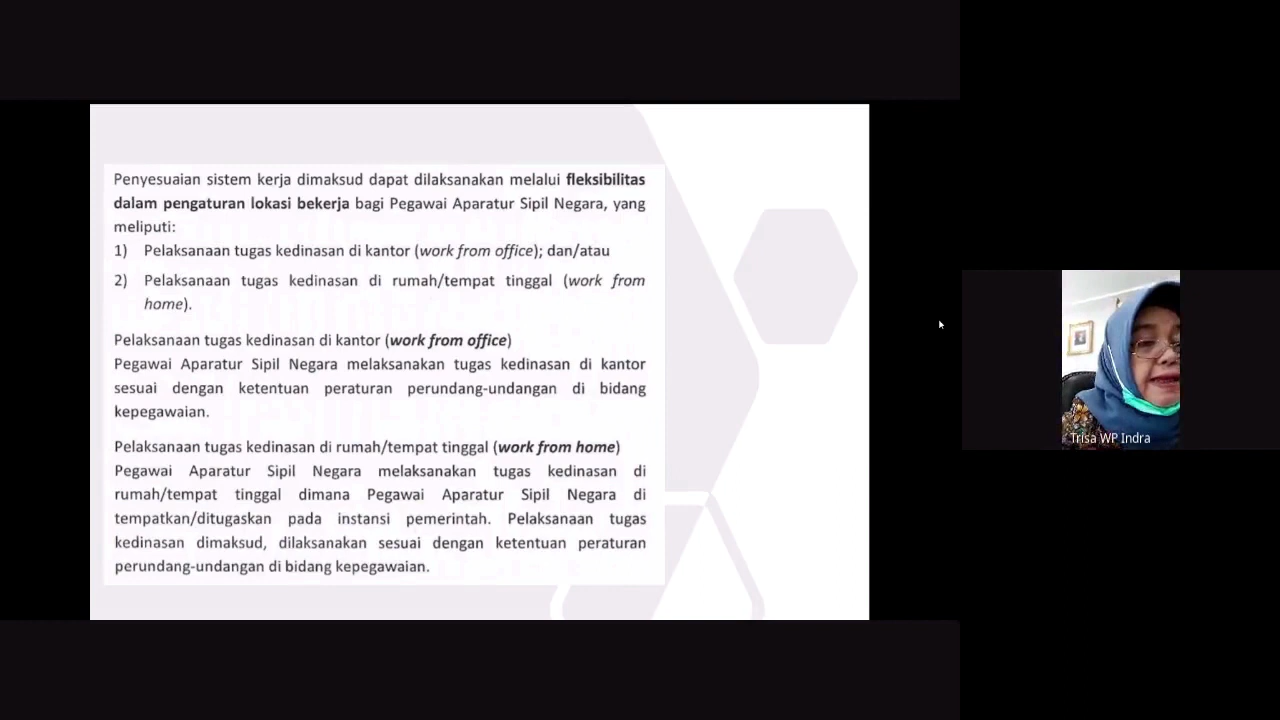 Penyesuaian sistem kerja dimaksud dapat dilaksanakan melalui fleksibilitas
dalam pengaturan lokasi bekerja bagi Pegawai Aparatur Sipil Negara, yang
meliputi:
1) Pelaksanaan tugas kedinasan di kantor (work from office); dan/atau
2) Pelaksanaan tugas kedinasan di rumah/tempat tinggal (work from
home).
Pelaksanaan tugas kedinasan di kantor (work from office)
Pegawai Aparatur Sipil Negara melaksanakan tugas kedinasan di kantor
sesuai dengan ketentuan peraturan perundang-undangan di bidang
kepegawaian.
Pelaksanaan tugas kedinasan di rumah/tempat tinggal (work from home)
Pegawai Aparatur Sipil Negara melaksanakan tugas kedinasan di
rumah/tempat tinggal dimana Pegawai Aparatur Sipil Negara di
tempatkan/ditugaskan pada instansi pemerintah. Pelaksanaan tugas
kedinasan dimaksud, dilaksanakan sesuai dengan ketentuan peraturan
perundang-undangan di bidang kepegawaian.
Trisa WP Indra